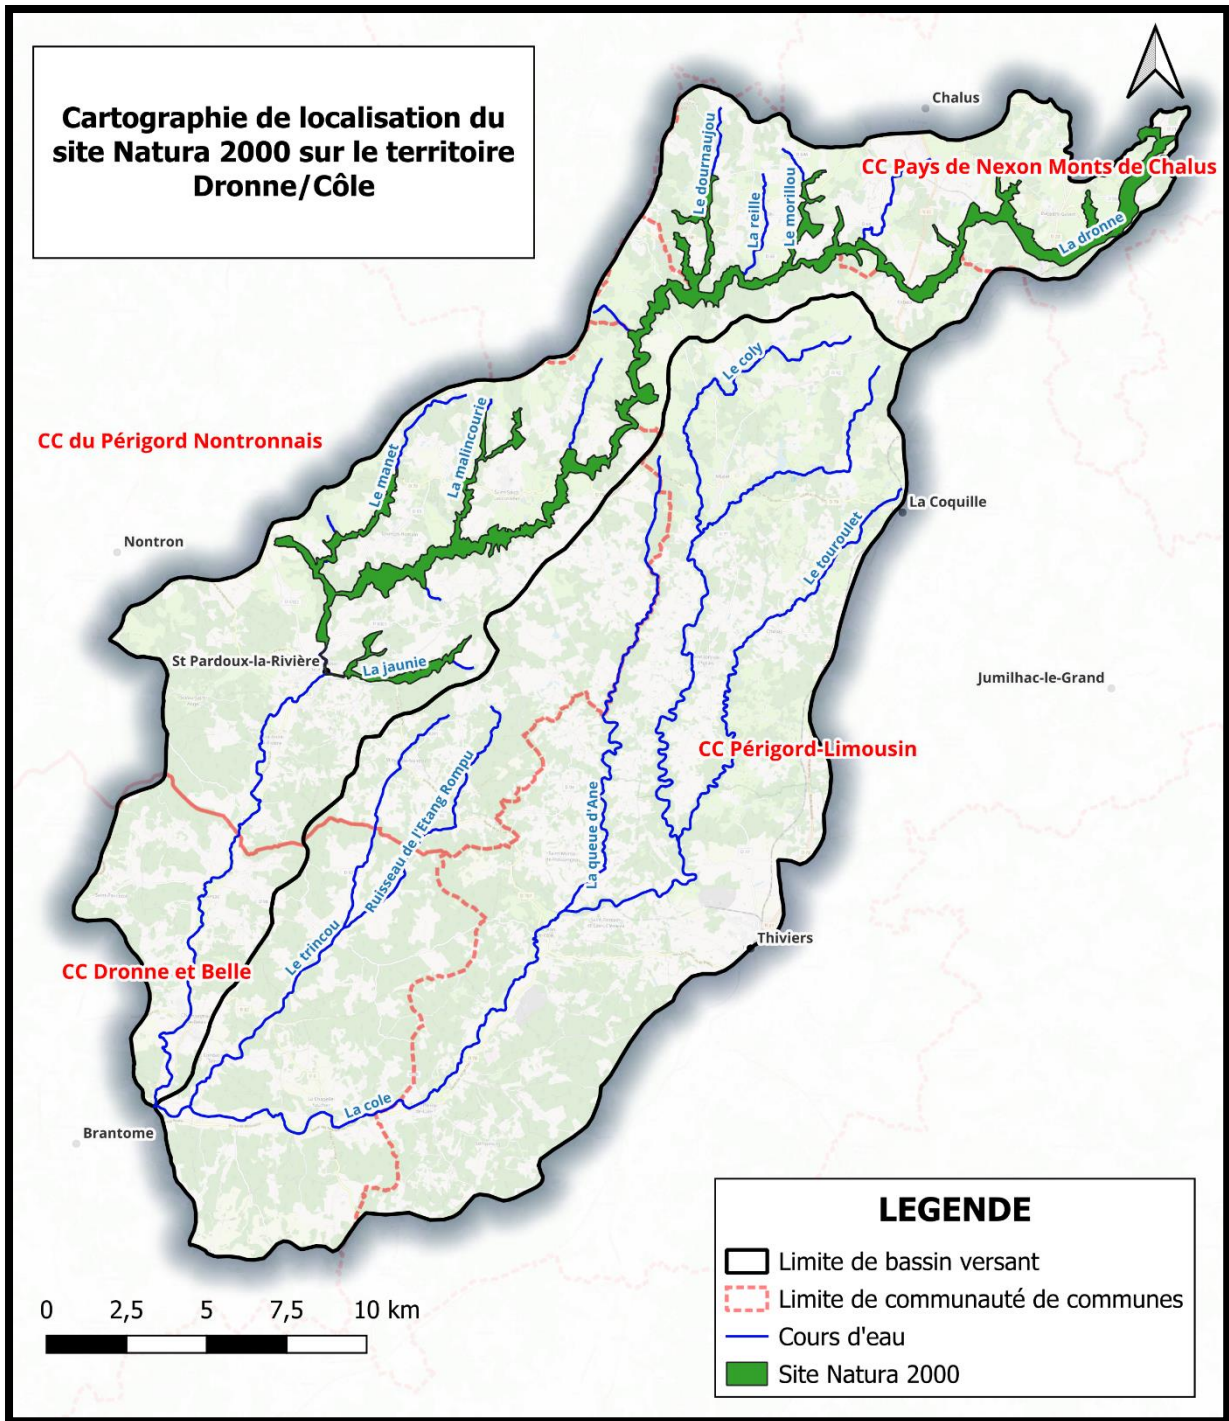 Cartographie de localisation du
site Natura 2000 sur le territoire
Dronne/Côle
Chalus
CC Pays de Nexon Monts de Chalus
Le dournaujou
La reille
Le morillou
La dronne
Le coly
CC du Périgord Nontronnais
Le manet
La malincourie
La Coquille
Nontron
Le touroulet
St Pardoux-la-Rivière
La jaunie
Jumilhac-le-Grand
CC Périgord-Limousin
Ruisseau de l'Etang Rompu
La queue d'Ane
Le trincou
Thiviers
CC Dronne et Belle
La cole
Brantome
LEGENDE
Limite de bassin versant
Limite de communauté de communes
Cours d'eau
Site Natura 2000
0 2,5 5 7,5 10 km